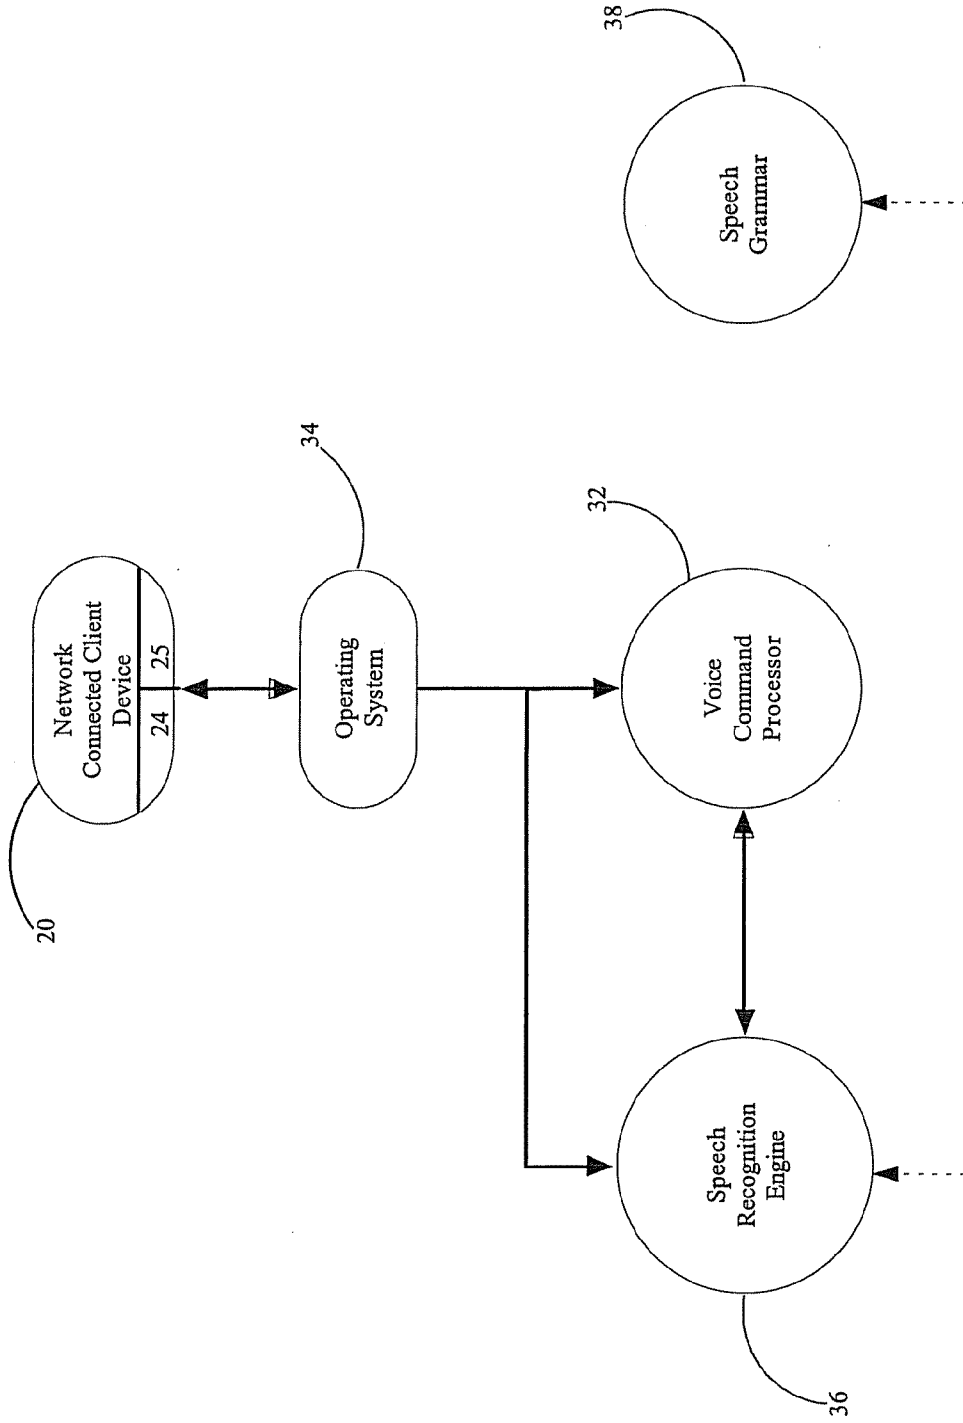 20
Network
Connected Client
Device
24
25
34
Operating
System
36
Speech
Recognition
Engine
32
Voice
Command
Processor
38
Speech
Grammar